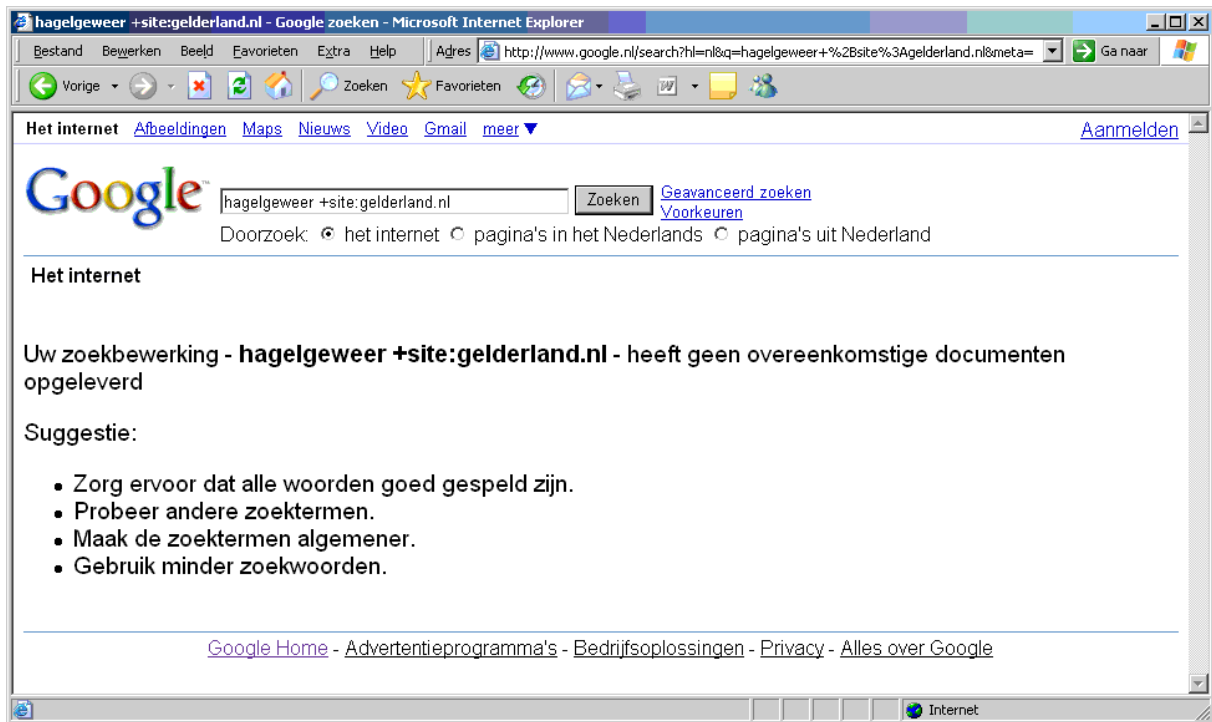 hagelgeweer +site:gelderland.nl - Google zoeken - Microsoft Internet Explorer
Bestand Bewerken Beeld Favorieten Extra Help Adres http://www.google.nl/search?hl=nl&q=hagelgeweer+%2Bsite%3Agelderland.nl&meta= Ga naar
Vorige Zoeken Favorieten
Het internet Afbeeldingen Maps Nieuws Video Gmail meer ▼ Aanmelden
Google™ hagelgeweer +site:gelderland.nl Zoeken Geavanceerd zoeken
Voorkeuren
Doorzoek: het internet pagina's in het Nederlands pagina's uit Nederland
Het internet
Uw zoekbewerking - hagelgeweer +site:gelderland.nl - heeft geen overeenkomstige documenten
opgeleverd
Suggestie:
• Zorg ervoor dat alle woorden goed gespeld zijn.
• Probeer andere zoektermen.
• Maak de zoektermen algemener.
• Gebruik minder zoekwoorden.
Google Home - Advertentieprogramma's - Bedrijfsoplossingen - Privacy - Alles over Google
Internet